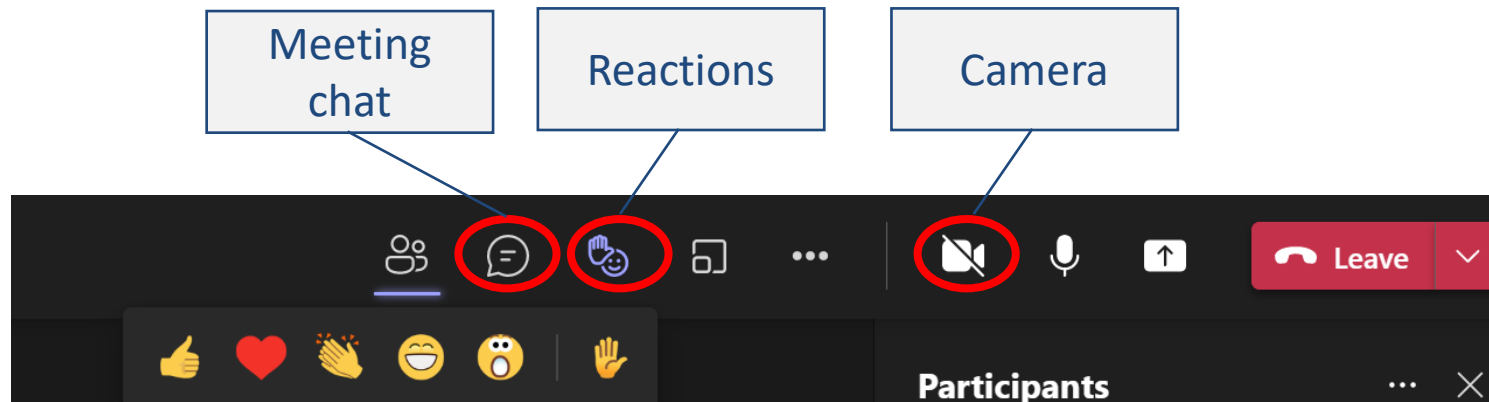 Meeting
chat
Reactions
Camera
Leave
Participants